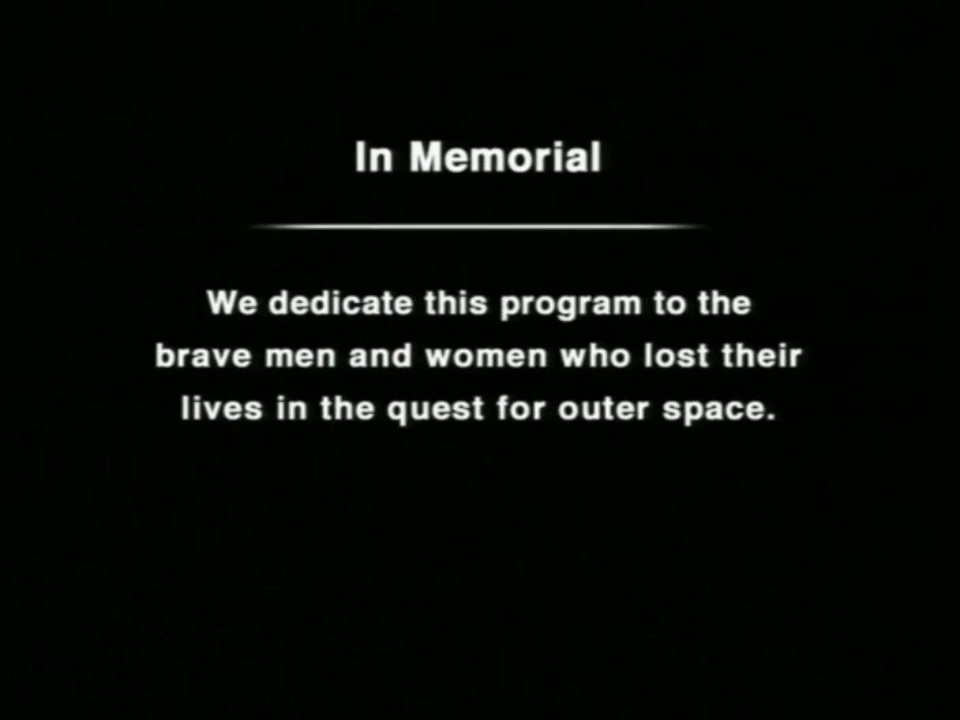 In Memorial
We dedicate this program to the
brave men and women who lost their
lives in the quest for outer space.